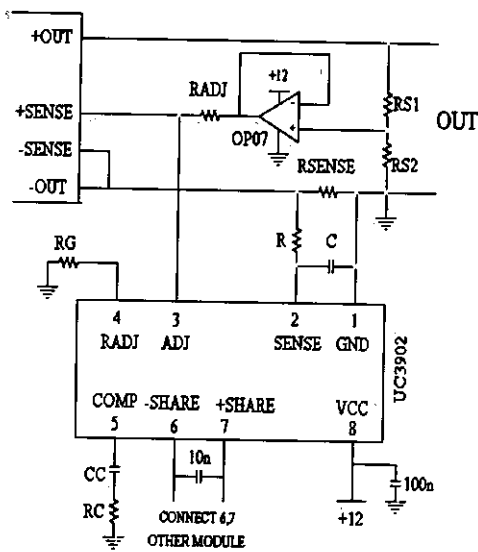 +OUT
RADJ
+12
+SENSE
RS1
OUT
OP07
-SENSE
RS2
RSENSE
-OUT
RG
R
C
4
3
2
1
RADJ
ADJ
SENSE
GND
UC3902
COMP
-SHARE
+SHARE
VCC
5
6
7
8
10n
CC
100n
RC
CONNECT 6,7
+12
OTHER MODULE